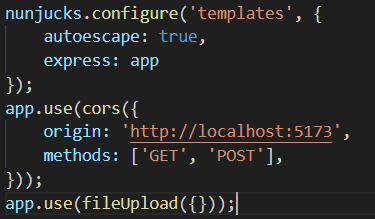 nunjucks.configure('templates', {
    autoescape: true,
    express: app
});
app.use(cors({
    origin: 'http://localhost:5173',
    methods: ['GET', 'POST'],
}));
app.use(fileUpload({}));